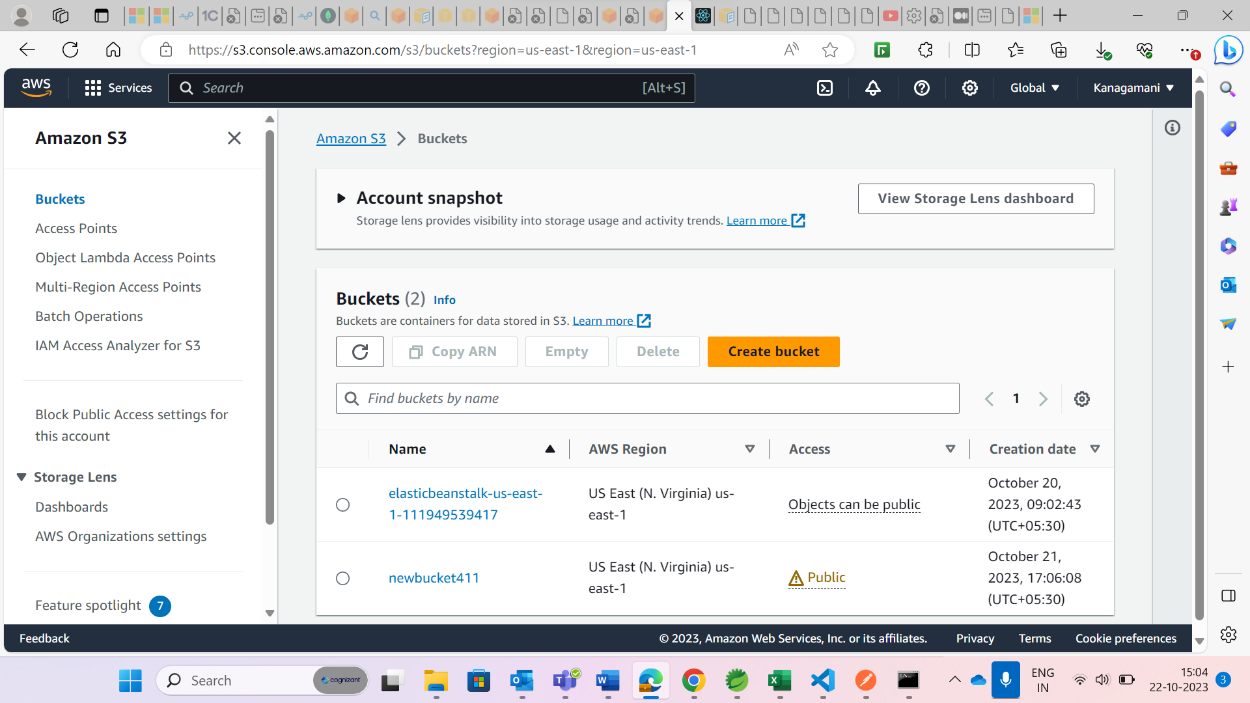 1C
https://s3.console.aws.amazon.com/s3/buckets?region=us-east-1&region=us-east-1
aws
Services
Search
[Alt+S]
Global ▼
Kanagamani ▼
Amazon S3
Buckets
Access Points
Object Lambda Access Points
Multi-Region Access Points
Batch Operations
IAM Access Analyzer for S3
Block Public Access settings for
this account
▼ Storage Lens
Dashboards
AWS Organizations settings
Feature spotlight 7
Amazon S3 > Buckets
Account snapshot
Storage lens provides visibility into storage usage and activity trends. Learn more
View Storage Lens dashboard
Buckets (2) Info
Buckets are containers for data stored in S3. Learn more
Copy ARN
Empty
Delete
Create bucket
Find buckets by name
1
Name
AWS Region
Access
Creation date
elasticbeanstalk-us-east-
1-111949539417
US East (N. Virginia) us-
east-1
Objects can be public
October 20,
2023, 09:02:43
(UTC+05:30)
newbucket411
US East (N. Virginia) us-
east-1
Public
October 21,
2023, 17:06:08
(UTC+05:30)
Feedback
© 2023, Amazon Web Services, Inc. or its affiliates.
Privacy
Terms
Cookie preferences
Search
cognizant
ENG
IN
15:04
22-10-2023
3